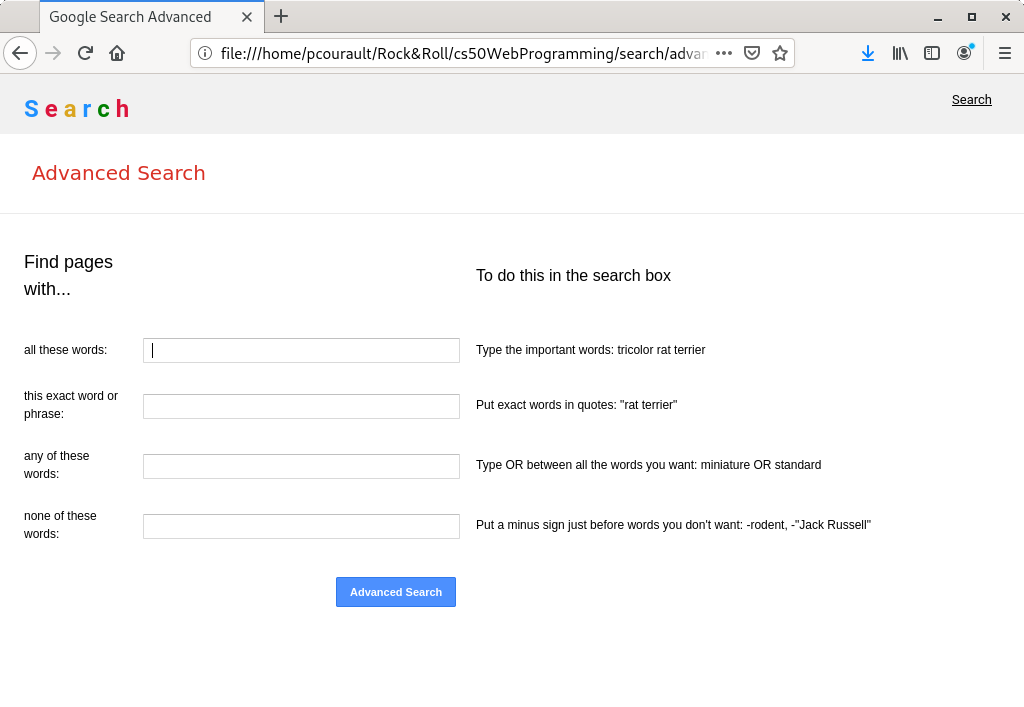 Google Search Advanced
file:///home/pcourault/Rock&Roll/cs50WebProgramming/search/advan
Search
Search
Advanced Search
Find pages
with...
To do this in the search box
all these words:
Type the important words: tricolor rat terrier
this exact word or
phrase:
Put exact words in quotes: "rat terrier"
any of these
words:
Type OR between all the words you want: miniature OR standard
none of these
words:
Put a minus sign just before words you don't want: -rodent, -"Jack Russell"
Advanced Search